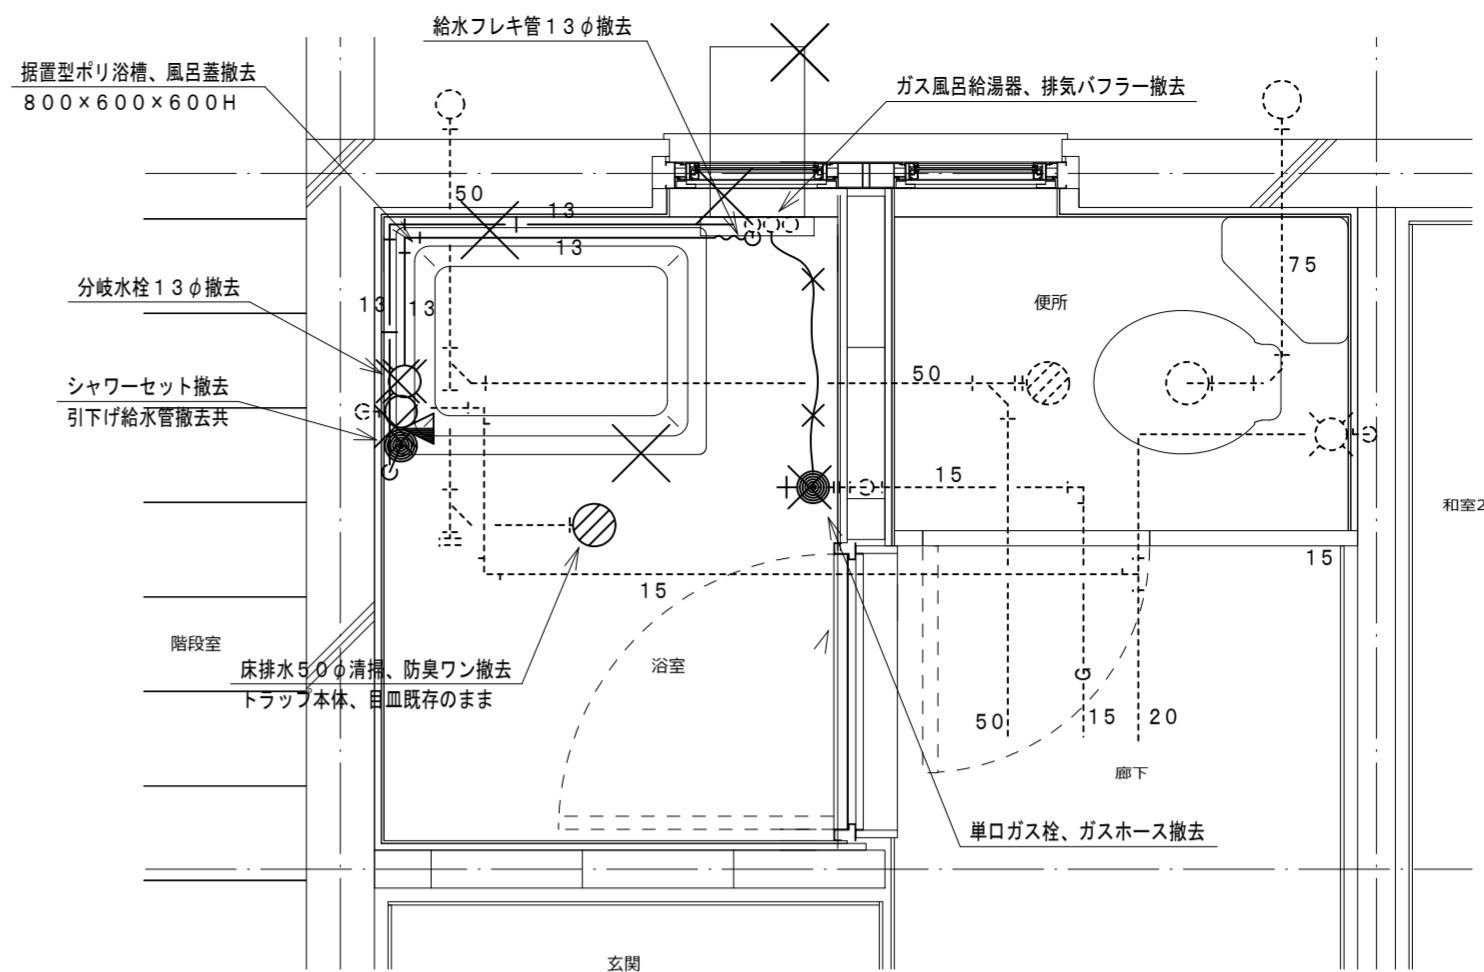 給水フレキ管１３φ撤去
据置型ポリ浴槽、風呂蓋撤去
８００×６００×６００Ｈ
ガス風呂給湯器、排気バフラー撤去
50
13
13
75
分岐水栓１３φ撤去
13
13
便所
シャワーセット撤去
引下げ給水管撤去共
50
15
和室2
15
15
階段室
床排水５０φ清掃、防臭ワン撤去
トラップ本体、目皿既存のまま
浴室
G
50
15
20
廊下
単口ガス栓、ガスホース撤去
玄関